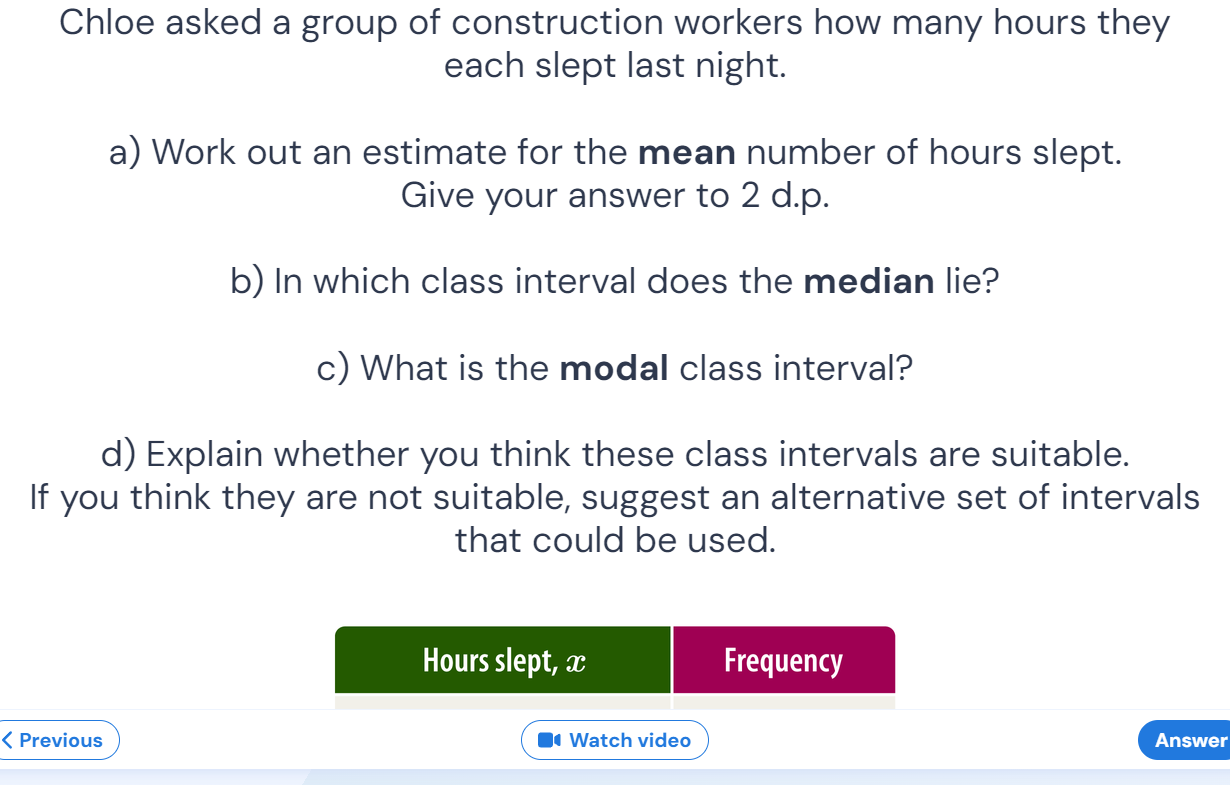 Chloe asked a group of construction workers how many hours they
each slept last night.
a) Work out an estimate for the mean number of hours slept.
Give your answer to 2 d.p.
b) In which class interval does the median lie?
c) What is the modal class interval?
d) Explain whether you think these class intervals are suitable.
If you think they are not suitable, suggest an alternative set of intervals
that could be used.
Hours slept, x Frequency
< Previous Watch video Answer